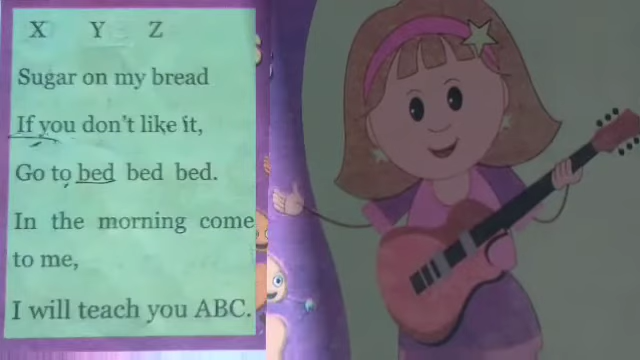 X Y Z
Sugar on my bread
If you don't like it,
Go to bed bed bed.
In the morning come
to me,
I will teach you ABC.